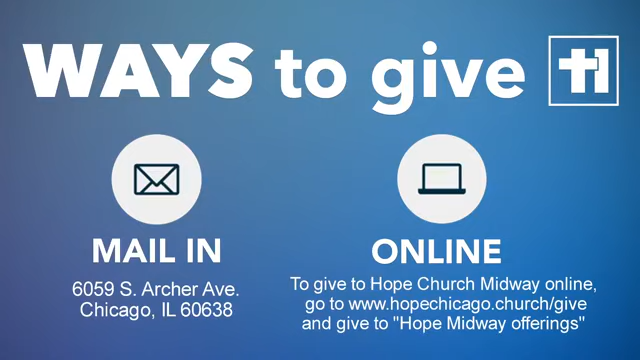 WAYS to give
MAIL IN
6059 S. Archer Ave.
Chicago, IL 60638
ONLINE
To give to Hope Church Midway online,
go to www.hopechicago.church/give
and give to "Hope Midway offerings"